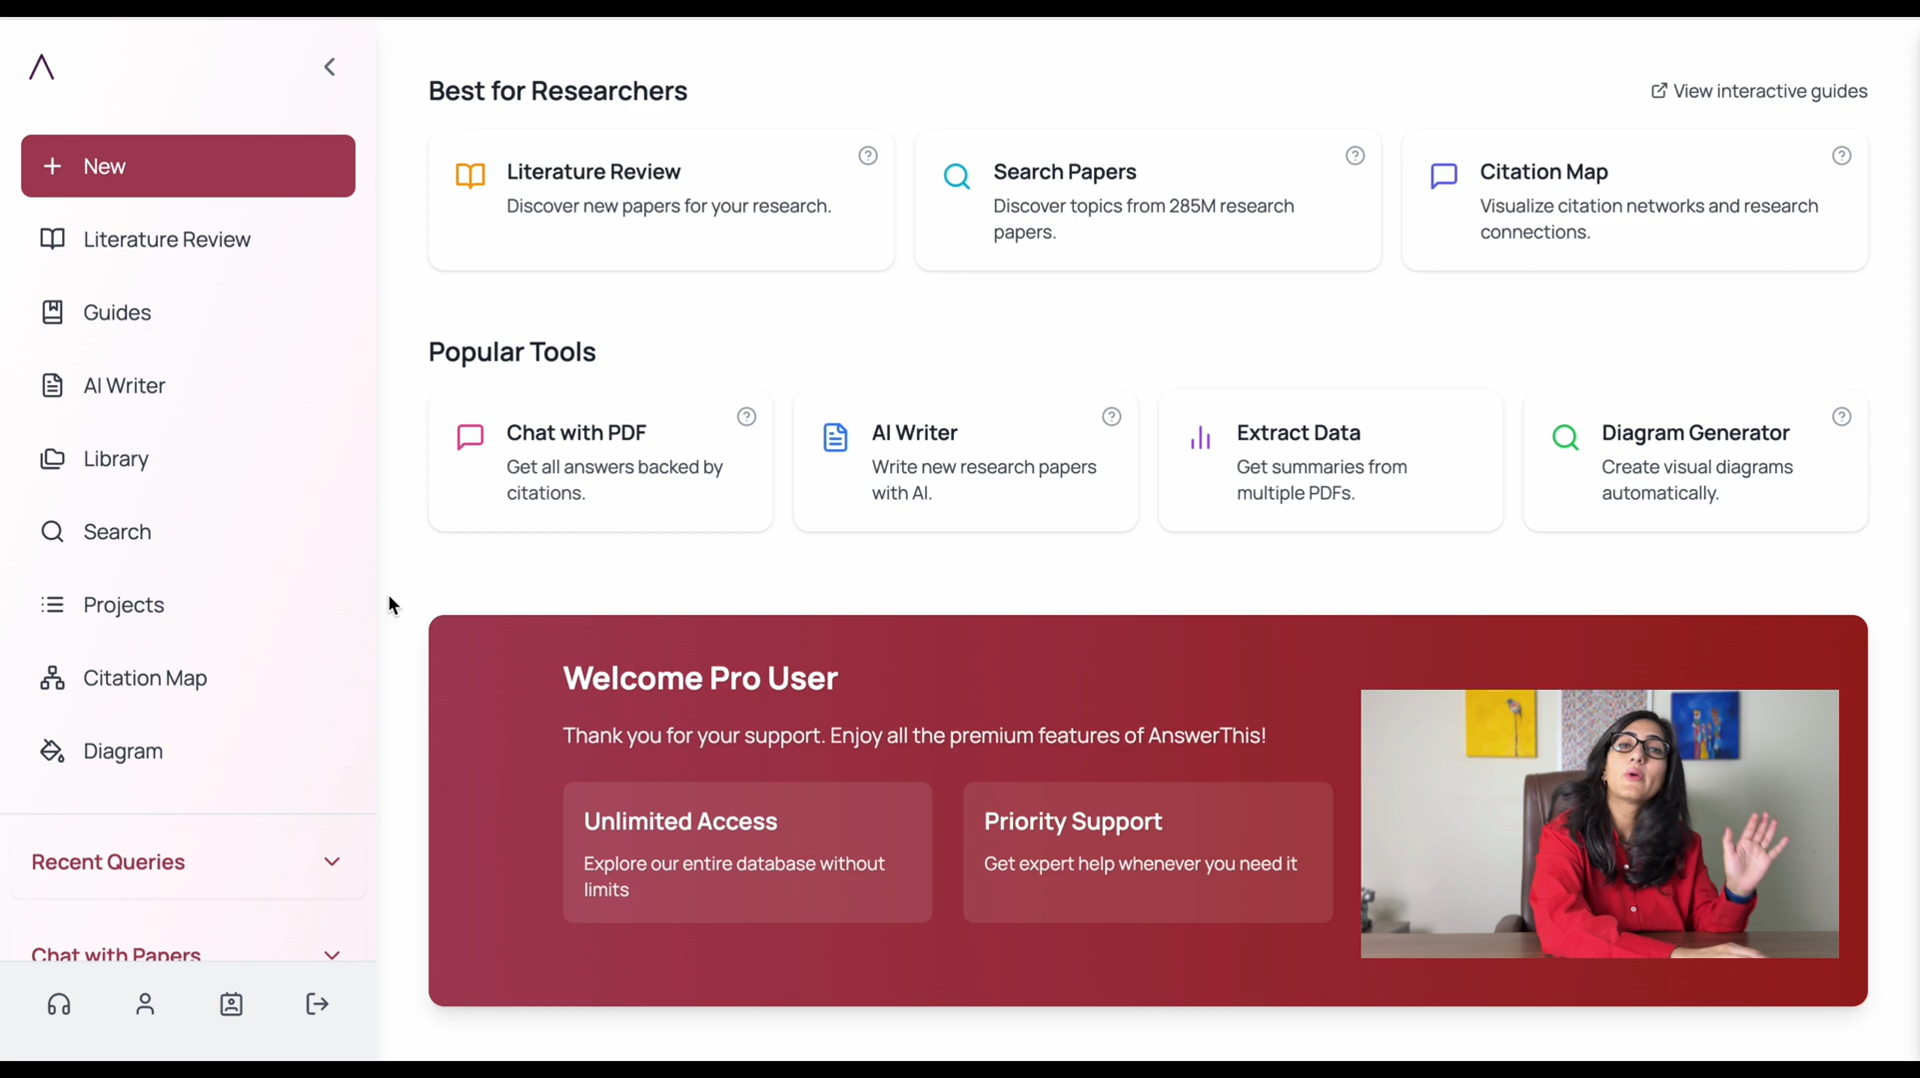 New
Literature Review
Guides
AI Writer
Library
Search
Projects
Citation Map
Diagram
Recent Queries
Chat with Papers
Best for Researchers
View interactive guides
Literature Review
Discover new papers for your research.
Search Papers
Discover topics from 285M research
papers.
Citation Map
Visualize citation networks and research
connections.
Popular Tools
Chat with PDF
Get all answers backed by
citations.
AI Writer
Write new research papers
with AI.
Extract Data
Get summaries from
multiple PDFs.
Diagram Generator
Create visual diagrams
automatically.
Welcome Pro User
Thank you for your support. Enjoy all the premium features of AnswerThis!
Unlimited Access
Explore our entire database without
limits
Priority Support
Get expert help whenever you need it